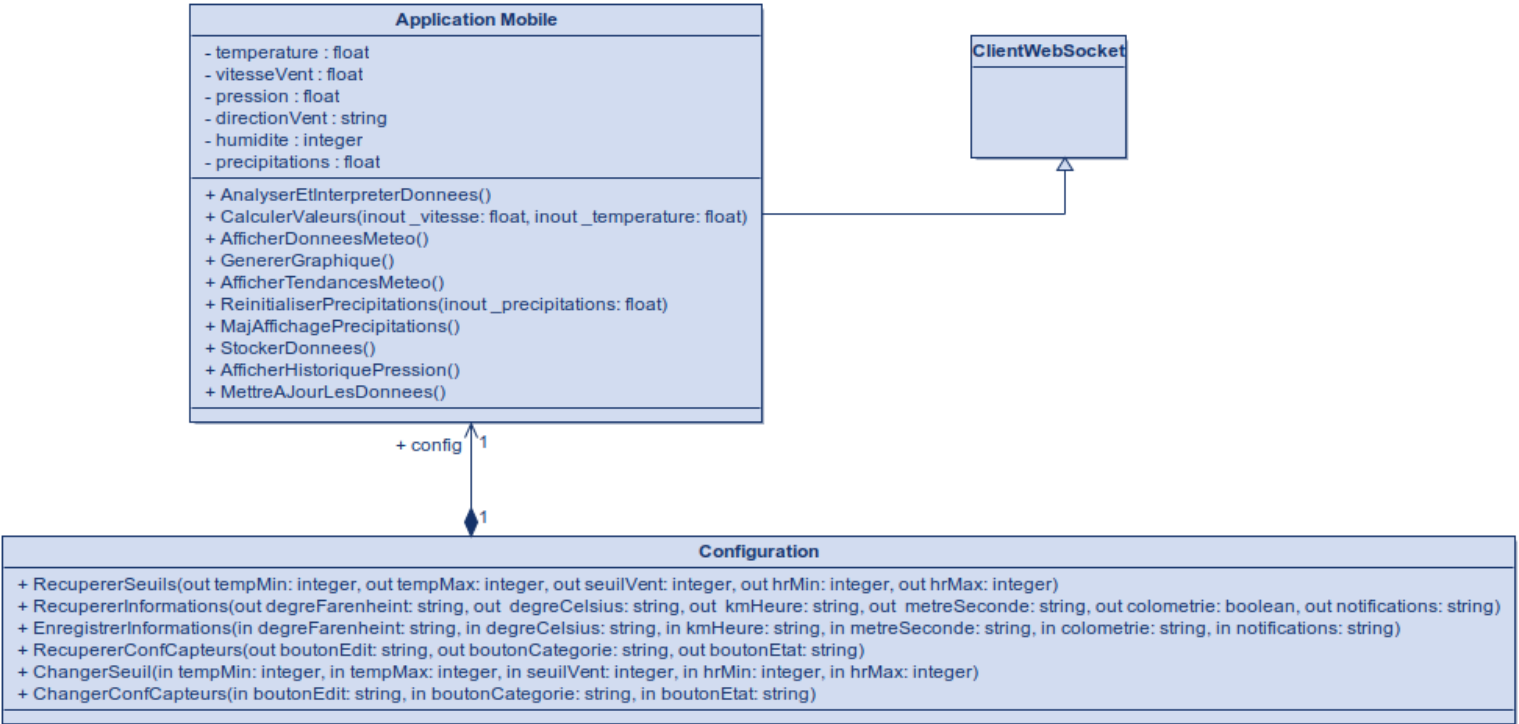 Application Mobile
- temperature : float
- vitesseVent : float
- pression : float
- directionVent : string
- humidite : integer
- precipitations : float
+ AnalyserEtInterpreterDonnees()
+ CalculerValeurs(inout _vitesse: float, inout _temperature: float)
+ AfficherDonneesMeteo()
+ GenererGraphique()
+ AfficherTendancesMeteo()
+ ReinitialiserPrecipitations(inout _precipitations: float)
+ MajAffichagePrecipitations()
+ StockerDonnees()
+ AfficherHistoriquePression()
+ MettreAJourLesDonnees()
ClientWebSocket
+ config
1
1
Configuration
+ RecupererSeuils(out tempMin: integer, out tempMax: integer, out seuilVent: integer, out hrMin: integer, out hrMax: integer)
+ RecupererInformations(out degreFarenheint: string, out degreCelsius: string, out kmHeure: string, out metreSeconde: string, out colometrie: boolean, out notifications: string)
+ EnregistrerInformations(in degreFarenheint: string, in degreCelsius: string, in kmHeure: string, in metreSeconde: string, in colometrie: string, in notifications: string)
+ RecupererConfCapteurs(out boutonEdit: string, out boutonCategorie: string, out boutonEtat: string)
+ ChangerSeuil(in tempMin: integer, in tempMax: integer, in seuilVent: integer, in hrMin: integer, in hrMax: integer)
+ ChangerConfCapteurs(in boutonEdit: string, in boutonCategorie: string, in boutonEtat: string)